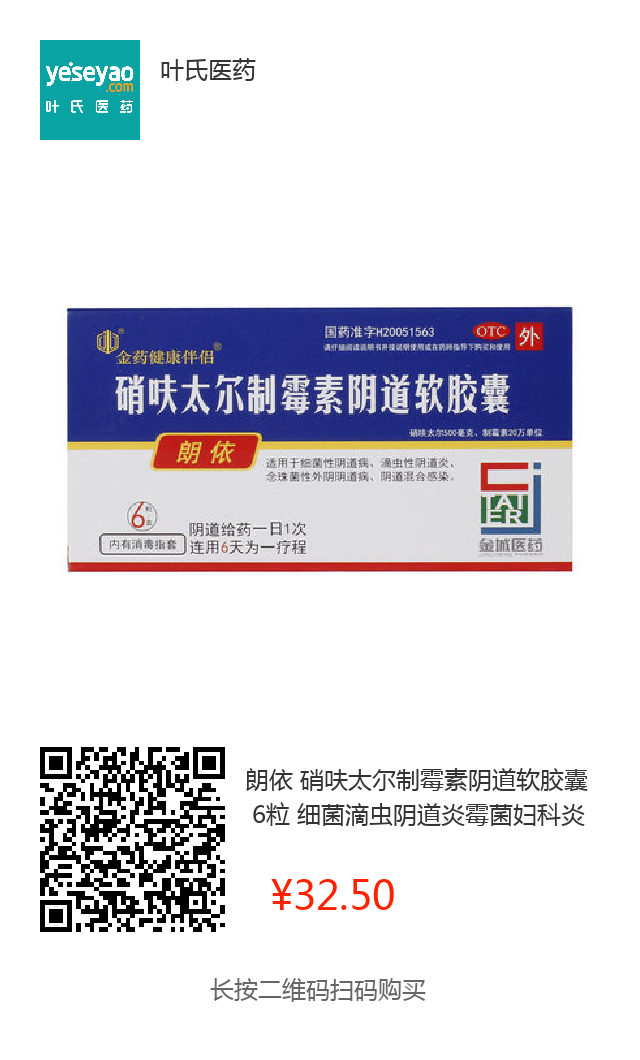 yeseyao
.com
叶氏医药
叶氏医药
国药准字H20051563
OTC
外
请仔细阅读说明书并按说明使用或在药师指导下购买和使用
金药健康伴侣
硝呋太尔制霉素阴道软胶囊
硝呋太尔500毫克、制霉素20万单位
朗依
适用于细菌性阴道病、滴虫性阴道炎、
念珠菌性外阴阴道病、阴道混合感染。
6粒
盒
阴道给药一日1次
内有消毒指套
连用6天为一疗程
金城医药
JINCHENG PHARMA
朗依 硝呋太尔制霉素阴道软胶囊
6粒 细菌滴虫阴道炎霉菌妇科炎
¥32.50
长按二维码扫码购买